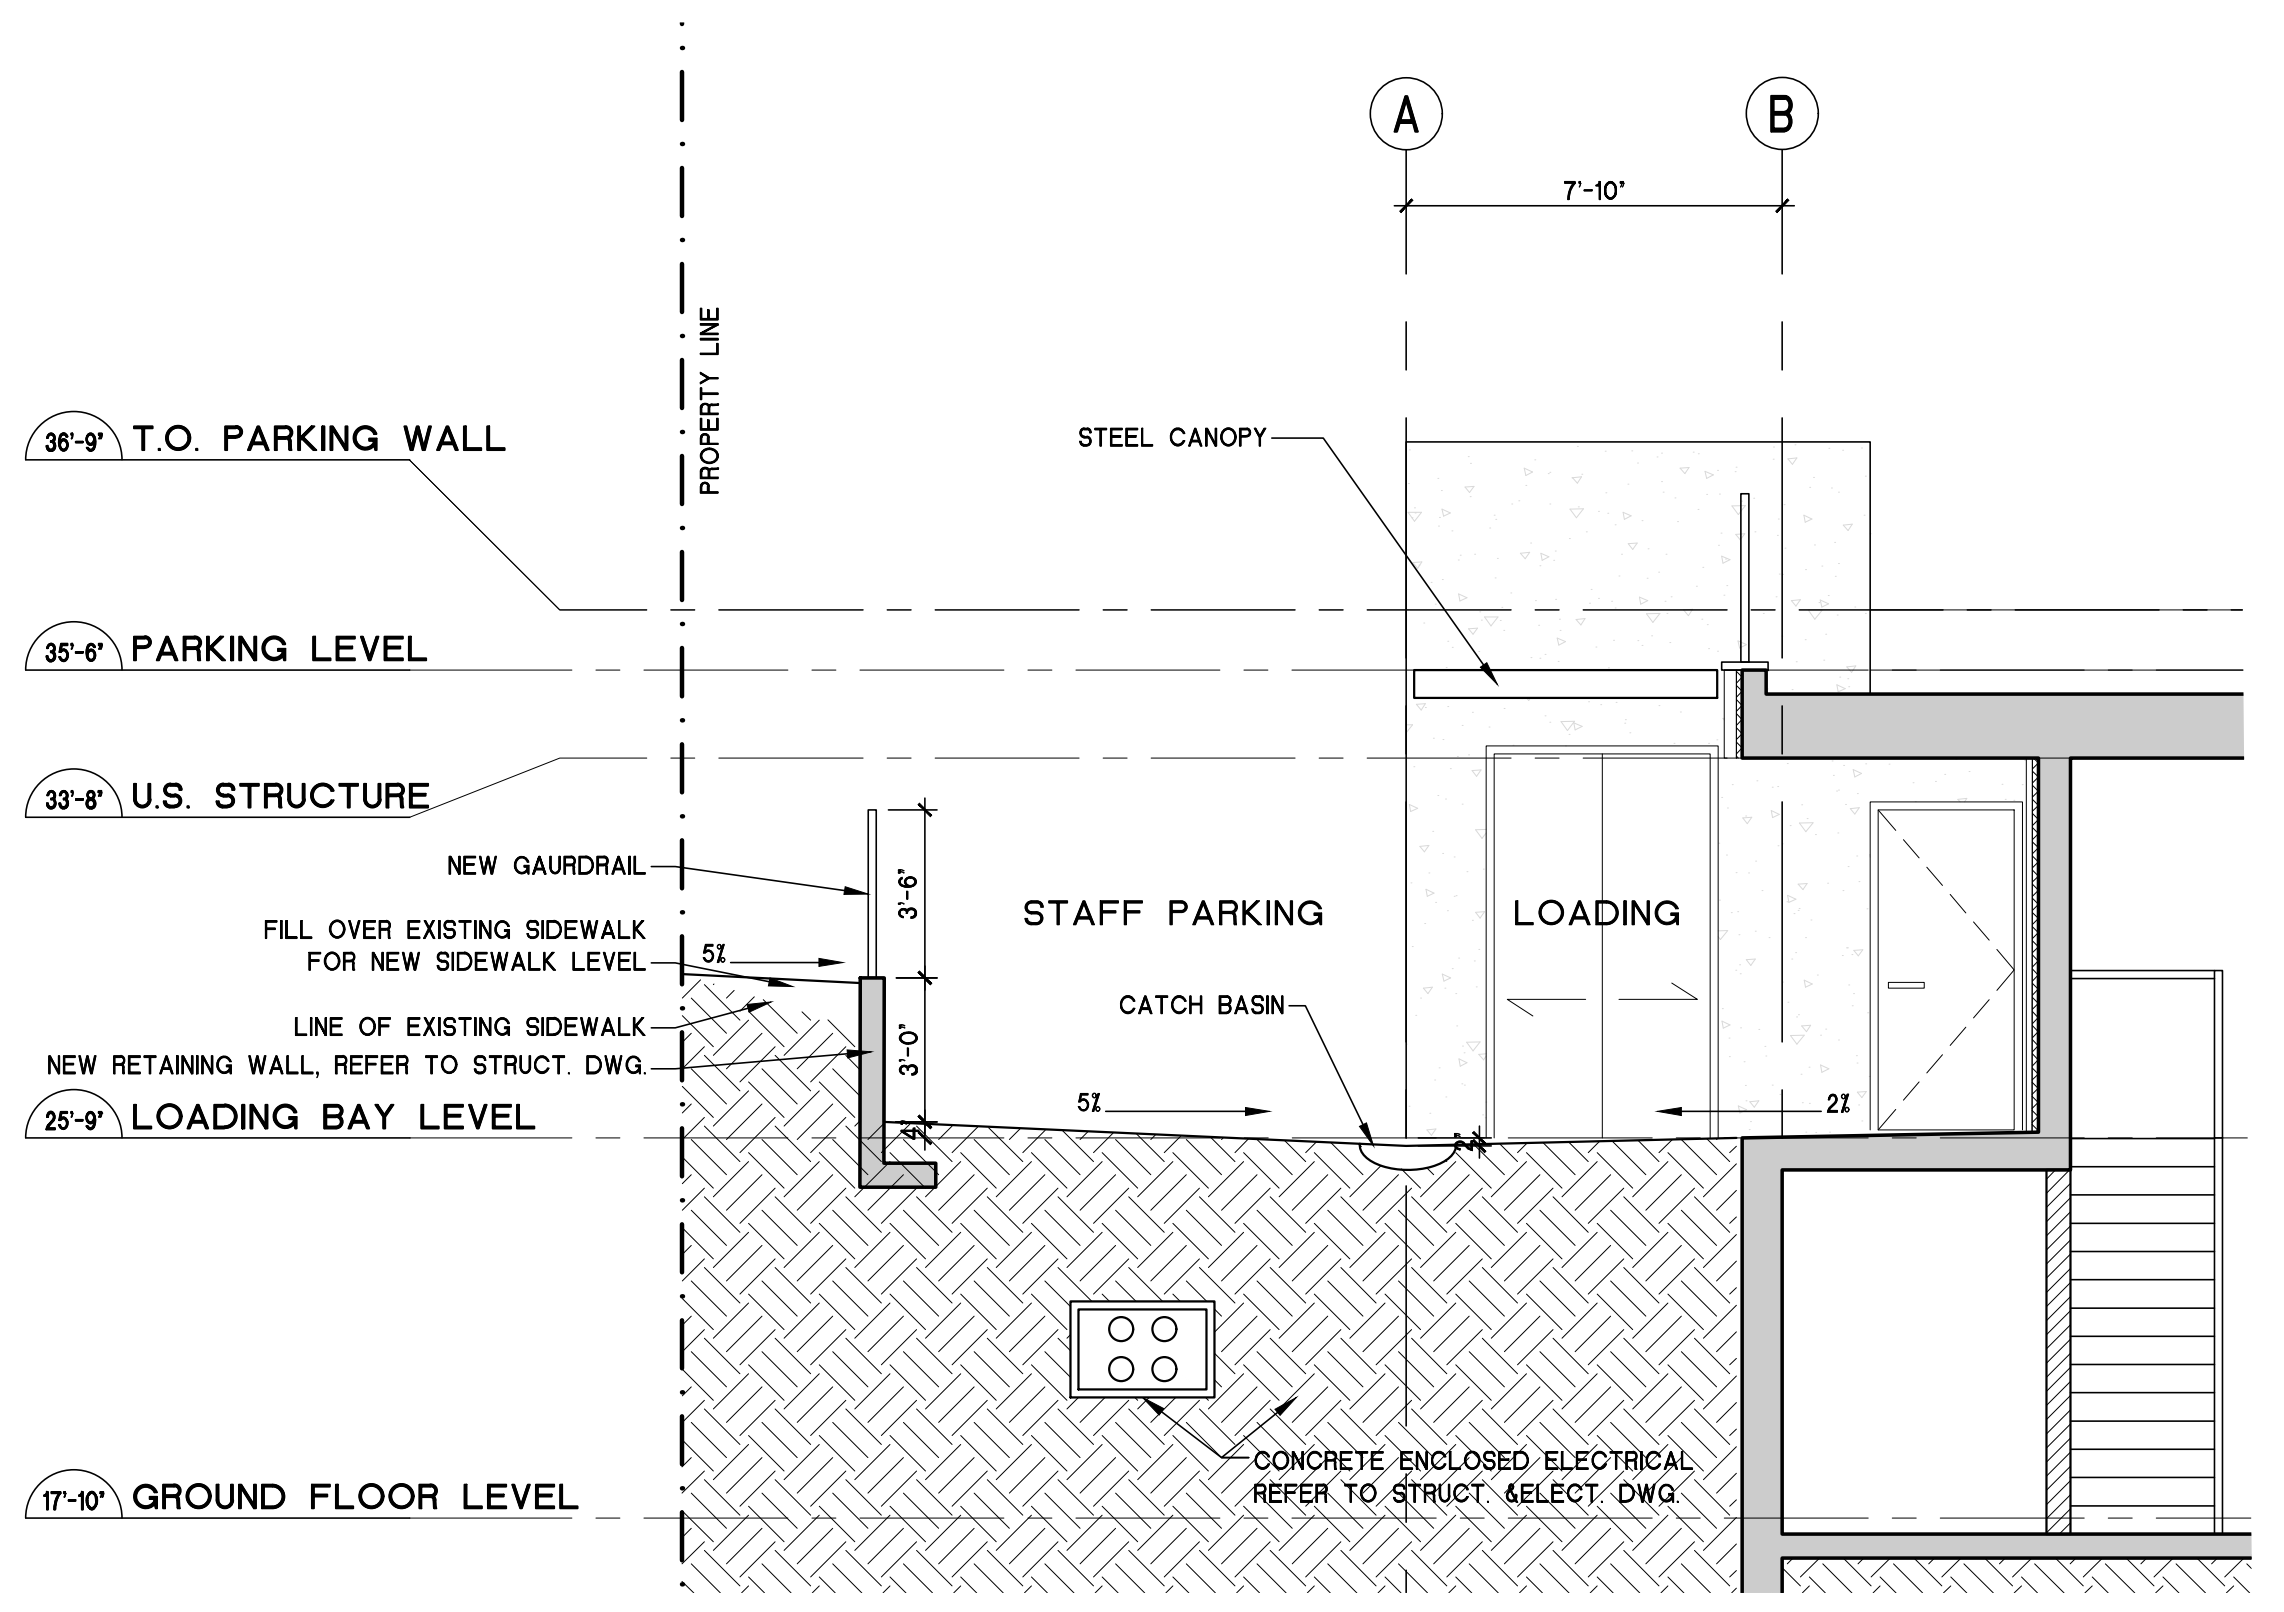 A
B
7'-10"
PROPERTY LINE
36'-9" T.O. PARKING WALL
STEEL CANOPY
35'-6" PARKING LEVEL
33'-8" U.S. STRUCTURE
NEW GAURDRAIL
3'-6"
STAFF PARKING
LOADING
FILL OVER EXISTING SIDEWALK
FOR NEW SIDEWALK LEVEL
5%
CATCH BASIN
LINE OF EXISTING SIDEWALK
3'-0"
NEW RETAINING WALL, REFER TO STRUCT. DWG.
25'-9" LOADING BAY LEVEL
5%
2%
4"
2"
CONCRETE ENCLOSED ELECTRICAL
REFER TO STRUCT. &ELECT. DWG.
17'-10" GROUND FLOOR LEVEL